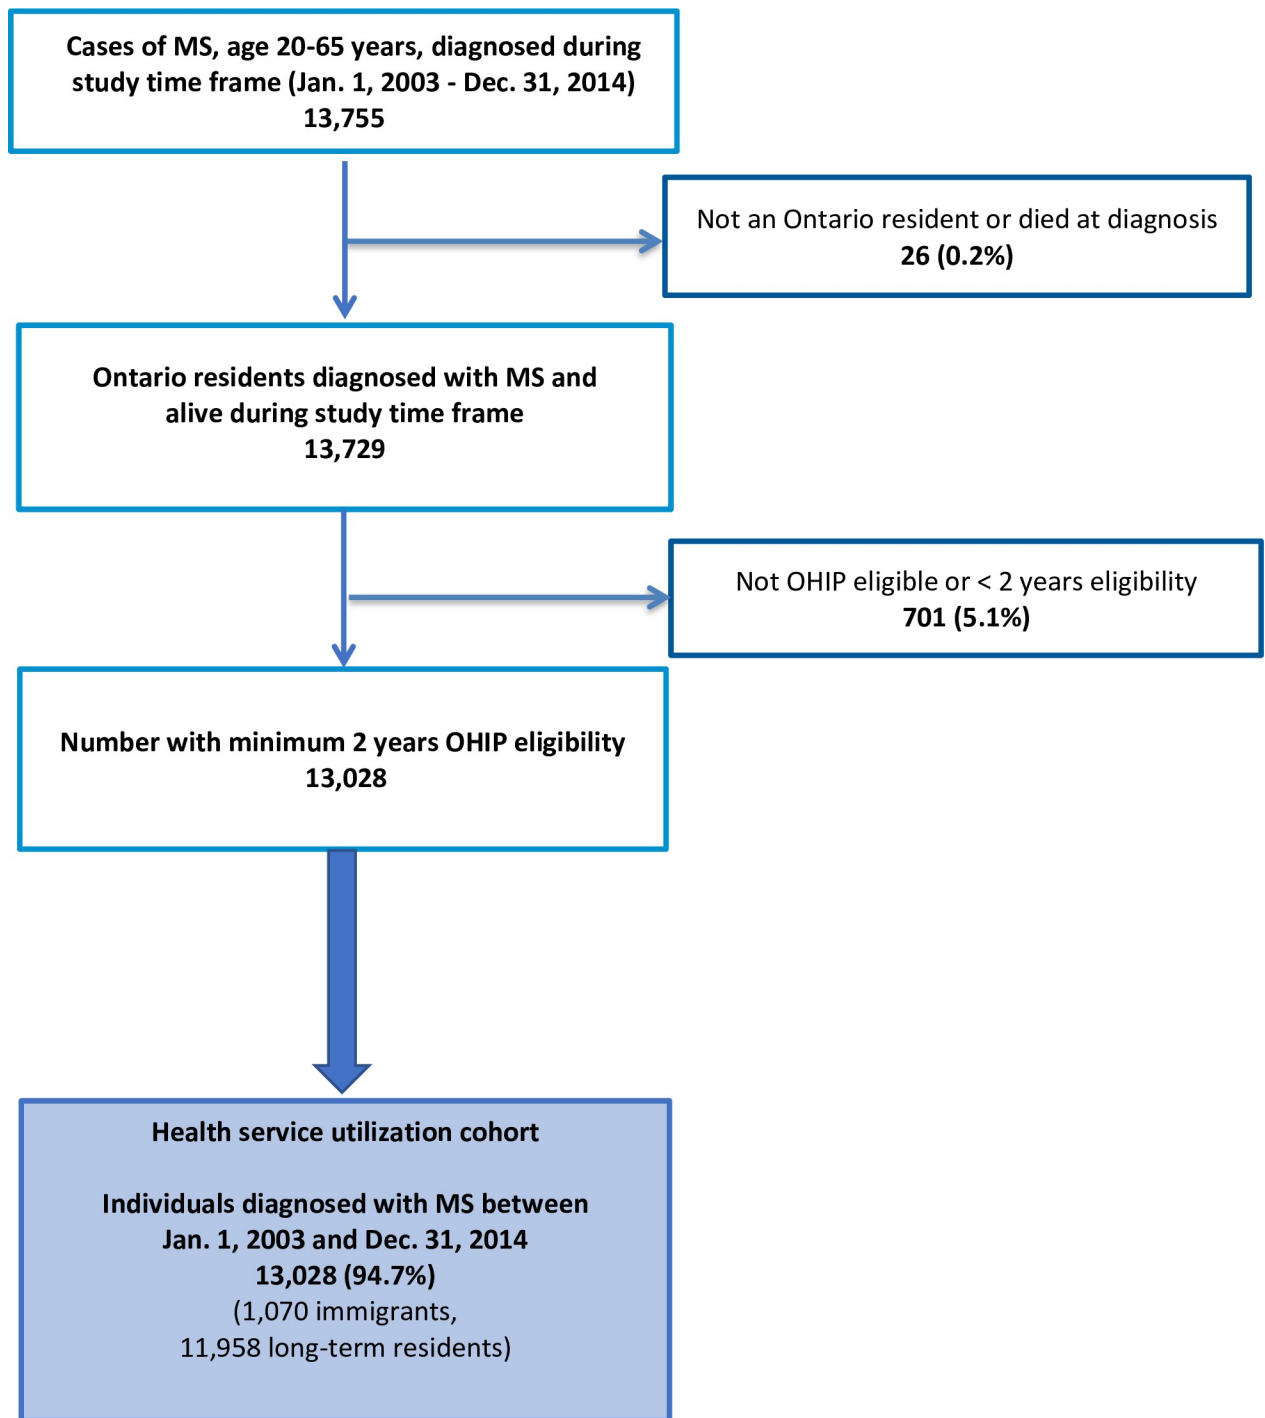 Cases of MS, age 20-65 years, diagnosed during
study time frame (Jan. 1, 2003 - Dec. 31, 2014)
13,755
Not an Ontario resident or died at diagnosis
26 (0.2%)
Ontario residents diagnosed with MS and
alive during study time frame
13,729
Not OHIP eligible or < 2 years eligibility
701 (5.1%)
Number with minimum 2 years OHIP eligibility
13,028
Health service utilization cohort
Individuals diagnosed with MS between
Jan. 1, 2003 and Dec. 31, 2014
13,028 (94.7%)
(1,070 immigrants,
11,958 long-term residents)